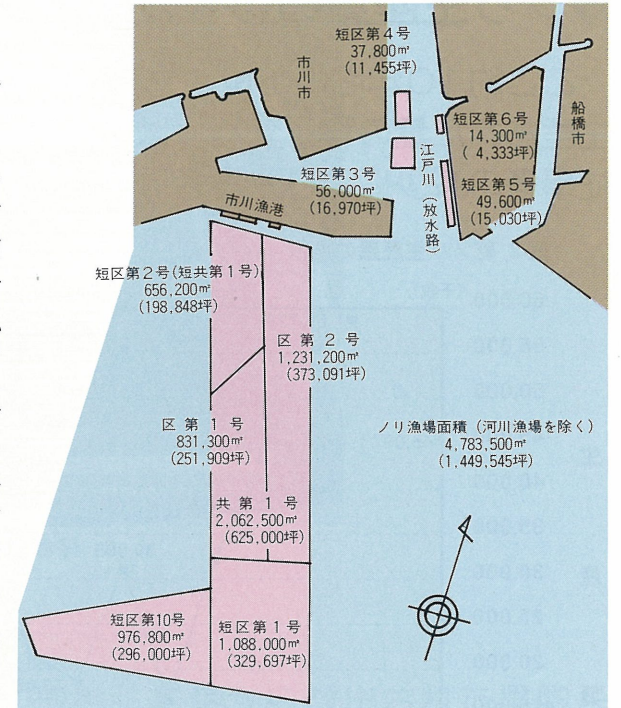 短区第4号
37,800㎡
(11,455坪)
市川市
船橋市
短区第6号
14,300㎡
( 4,333坪)
江戸川(放水路)
短区第3号
56,000㎡
(16,970坪)
短区第5号
49,600㎡
(15,030坪)
市川漁港
短区第2号(短共第1号)
656,200㎡
(198,848坪)
区第2号
1,231,200㎡
(373,091坪)
区第1号
831,300㎡
(251,909坪)
ノリ漁場面積(河川漁場を除く)
4,783,500㎡
(1,449,545坪)
共第1号
2,062,500㎡
(625,000坪)
短区第10号
976,800㎡
(296,000坪)
短区第1号
1,088,000㎡
(329,697坪)